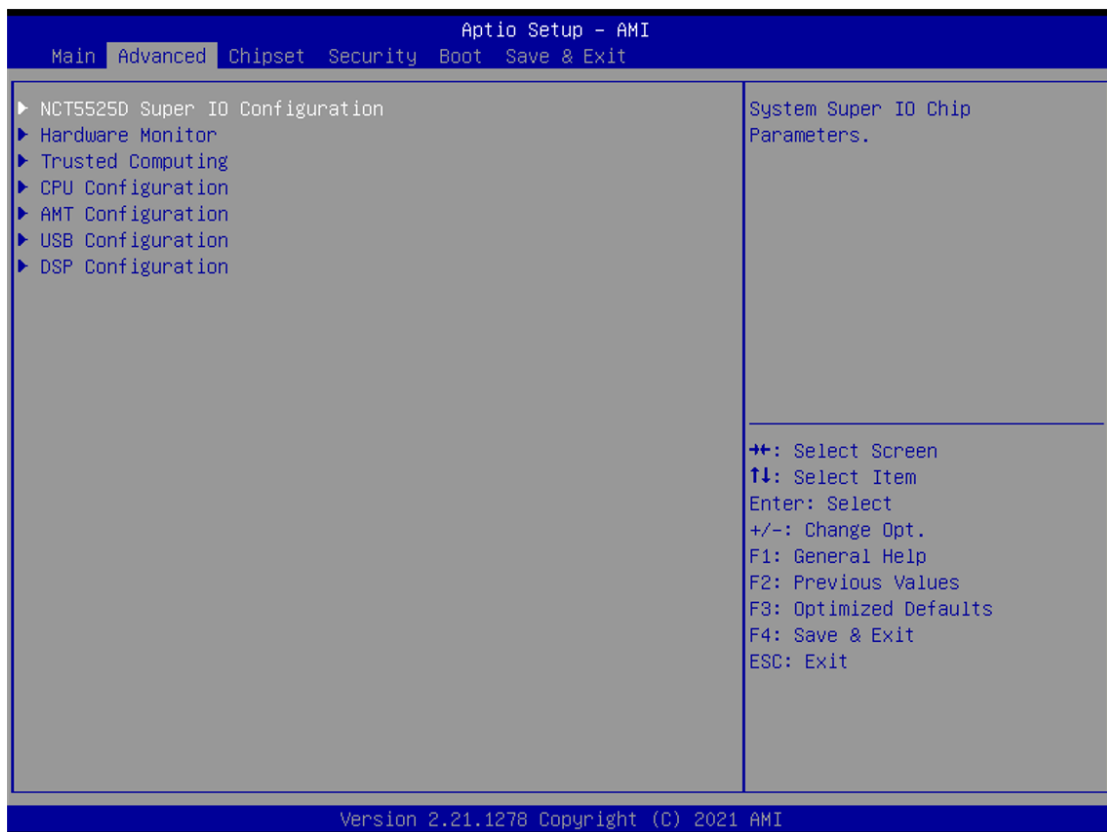 Aptio Setup – AMI
Main Advanced Chipset Security Boot Save & Exit
▶ NCT5525D Super IO Configuration
▶ Hardware Monitor
▶ Trusted Computing
▶ CPU Configuration
▶ AMT Configuration
▶ USB Configuration
▶ DSP Configuration
System Super IO Chip
Parameters.
→←: Select Screen
↑↓: Select Item
Enter: Select
+/-: Change Opt.
F1: General Help
F2: Previous Values
F3: Optimized Defaults
F4: Save & Exit
ESC: Exit
Version 2.21.1278 Copyright (C) 2021 AMI